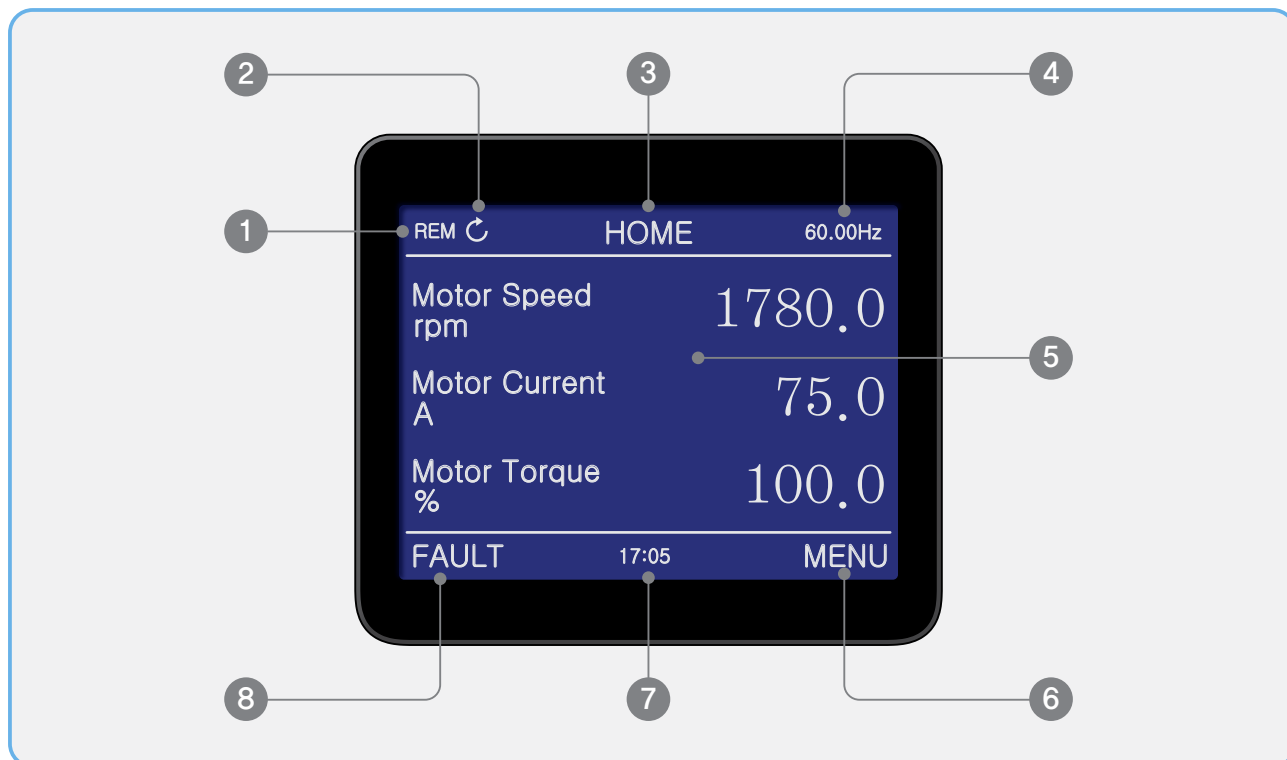 2 3 4
1 REM HOME 60.00Hz
Motor Speed 1780.0
rpm
5
Motor Current 75.0
A
Motor Torque 100.0
%
FAULT 17:05 MENU
8 7 6